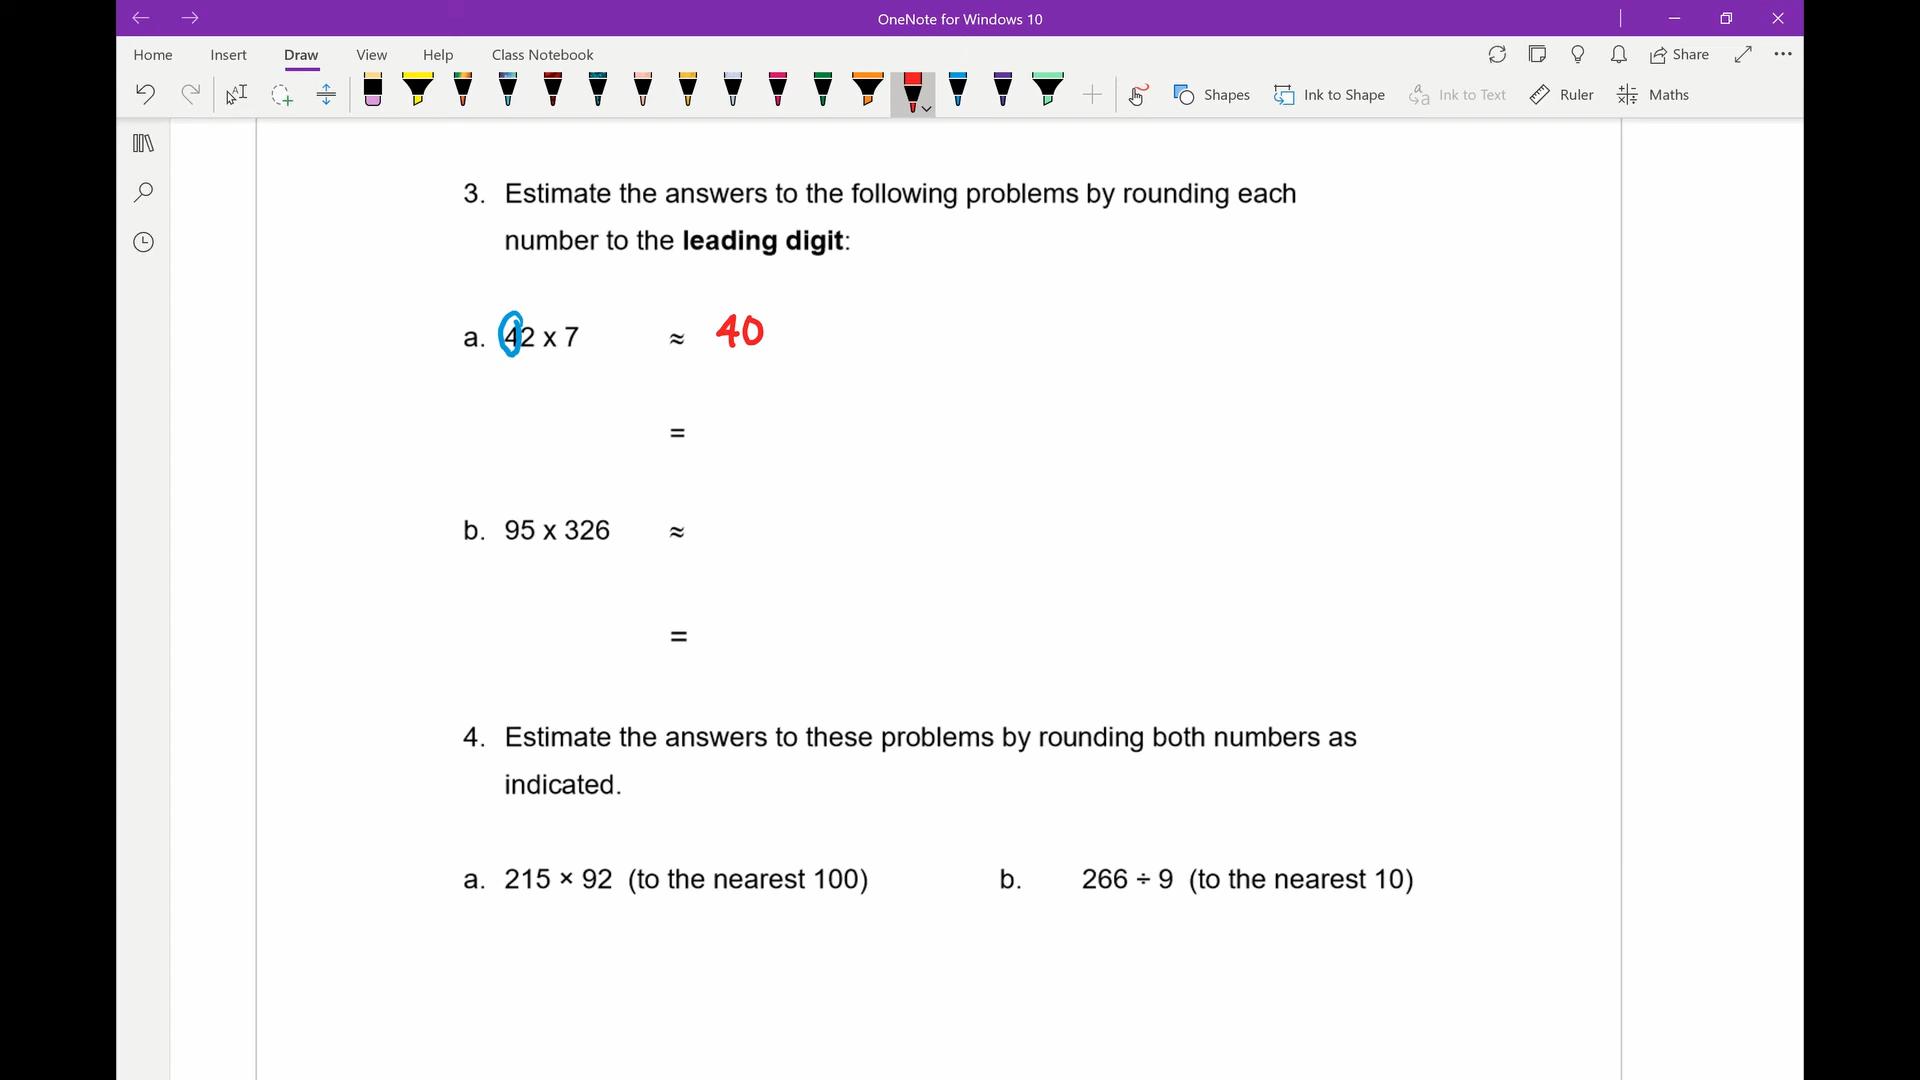 OneNote for Windows 10
Home Insert Draw View Help Class Notebook Share
Shapes Ink to Shape Ink to Text Ruler Maths
3. Estimate the answers to the following problems by rounding each
number to the leading digit:
a. 42 x 7 ≈ 40
=
b. 95 x 326 ≈
=
4. Estimate the answers to these problems by rounding both numbers as
indicated.
a. 215 × 92 (to the nearest 100) b. 266 ÷ 9 (to the nearest 10)